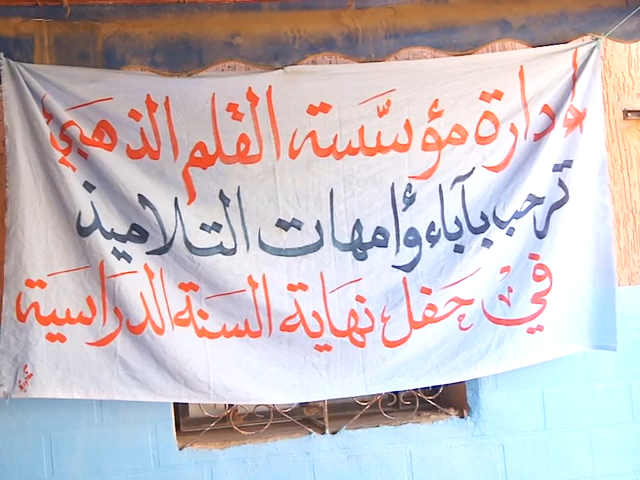 إدارة مؤسّسة القلم الذهبي
ترحب بآباء وأمهات التلاميذ
في حفل نهاية السنة الدراسية